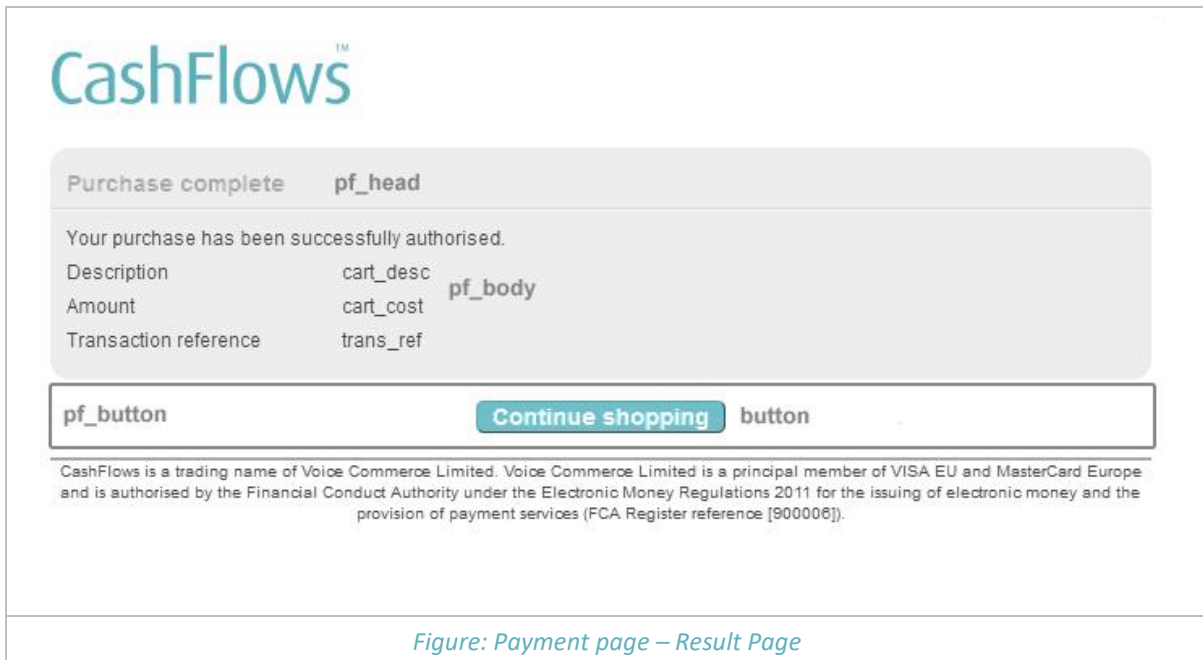 CashFlows™
Purchase complete pf_head
Your purchase has been successfully authorised.
Description cart_desc
pf_body
Amount cart_cost
Transaction reference trans_ref
pf_button Continue shopping button
CashFlows is a trading name of Voice Commerce Limited. Voice Commerce Limited is a principal member of VISA EU and MasterCard Europe
and is authorised by the Financial Conduct Authority under the Electronic Money Regulations 2011 for the issuing of electronic money and the
provision of payment services (FCA Register reference [900006]).
Figure: Payment page – Result Page